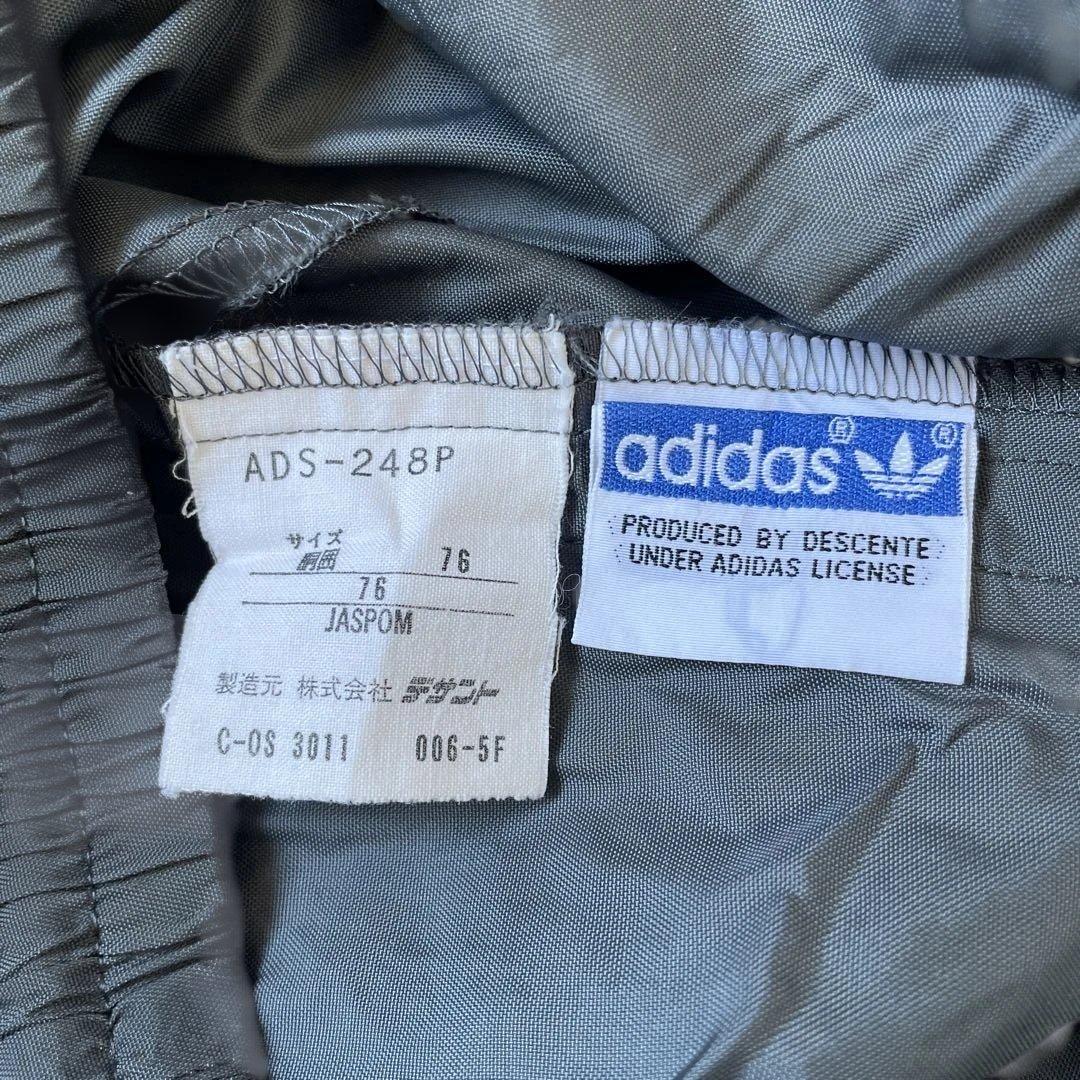 ADS-248P
サイズ
胴囲 76
76
JASPOM
製造元 株式会社 デサント
C-OS 3011 006-5F
adidas® ®
PRODUCED BY DESCENTE
UNDER ADIDAS LICENSE